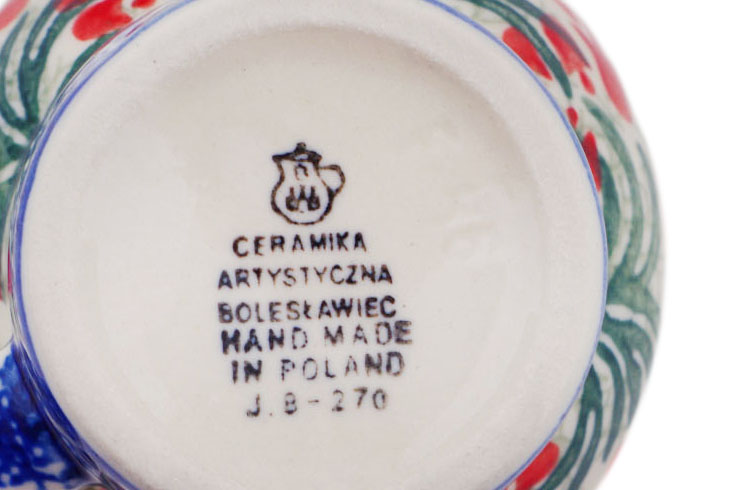 CERAMIKA
ARTYSTYCZNA
BOLESŁAWIEC
HAND MADE
IN POLAND
J.B-270